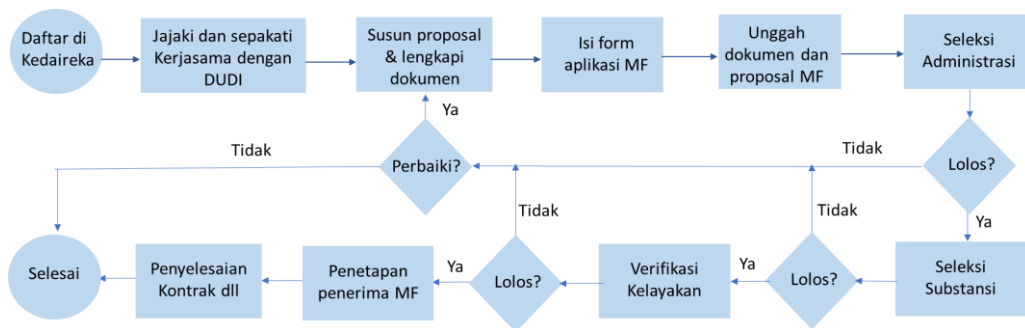 Daftar di
Kedaireka
Jajaki dan sepakati
Kerjasama dengan
DUDI
Susun proposal
& lengkapi
dokumen
Isi form
aplikasi MF
Unggah
dokumen dan
proposal MF
Seleksi
Administrasi
Ya
Tidak
Perbaiki?
Tidak
Lolos?
Tidak
Tidak
Ya
Selesai
Penyelesaian
Kontrak dll
Penetapan
penerima MF
Ya
Lolos?
Verifikasi
Kelayakan
Ya
Lolos?
Seleksi
Substansi